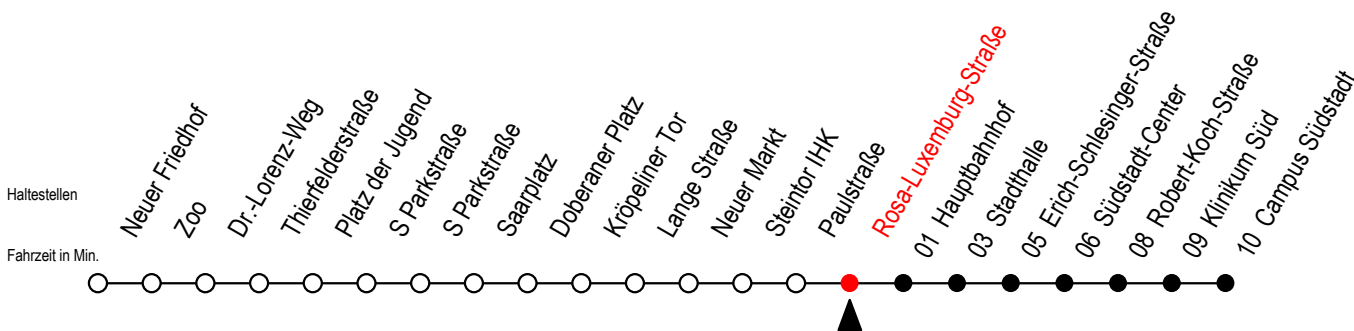 Haltestellen
Fahrzeit in Min.
Neuer Friedhof
Zoo
Dr.-Lorenz-Weg
Thierfelderstraße
Platz der Jugend
S Parkstraße
S Parkstraße
Saarplatz
Doberaner Platz
Kröpeliner Tor
Lange Straße
Neuer Markt
Steintor IHK
Paulstraße
Rosa-Luxemburg-Straße
01 Hauptbahnhof
03 Stadthalle
05 Erich-Schlesinger-Straße
06 Südstadt-Center
08 Robert-Koch-Straße
09 Klinikum Süd
10 Campus Südstadt